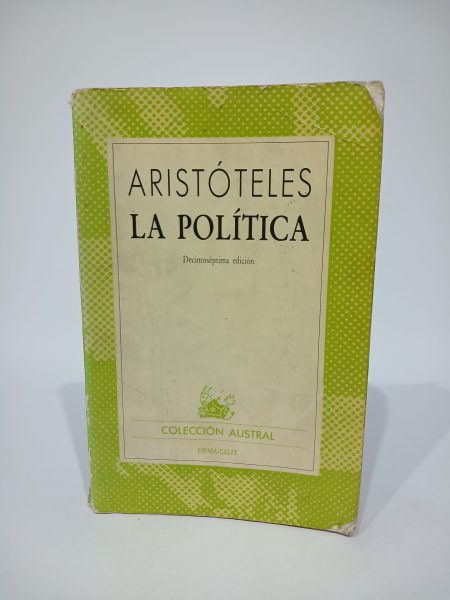 ARISTÓTELES
LA POLÍTICA
Decimoséptima edición
COLECCIÓN AUSTRAL
ESPASA-CALPE